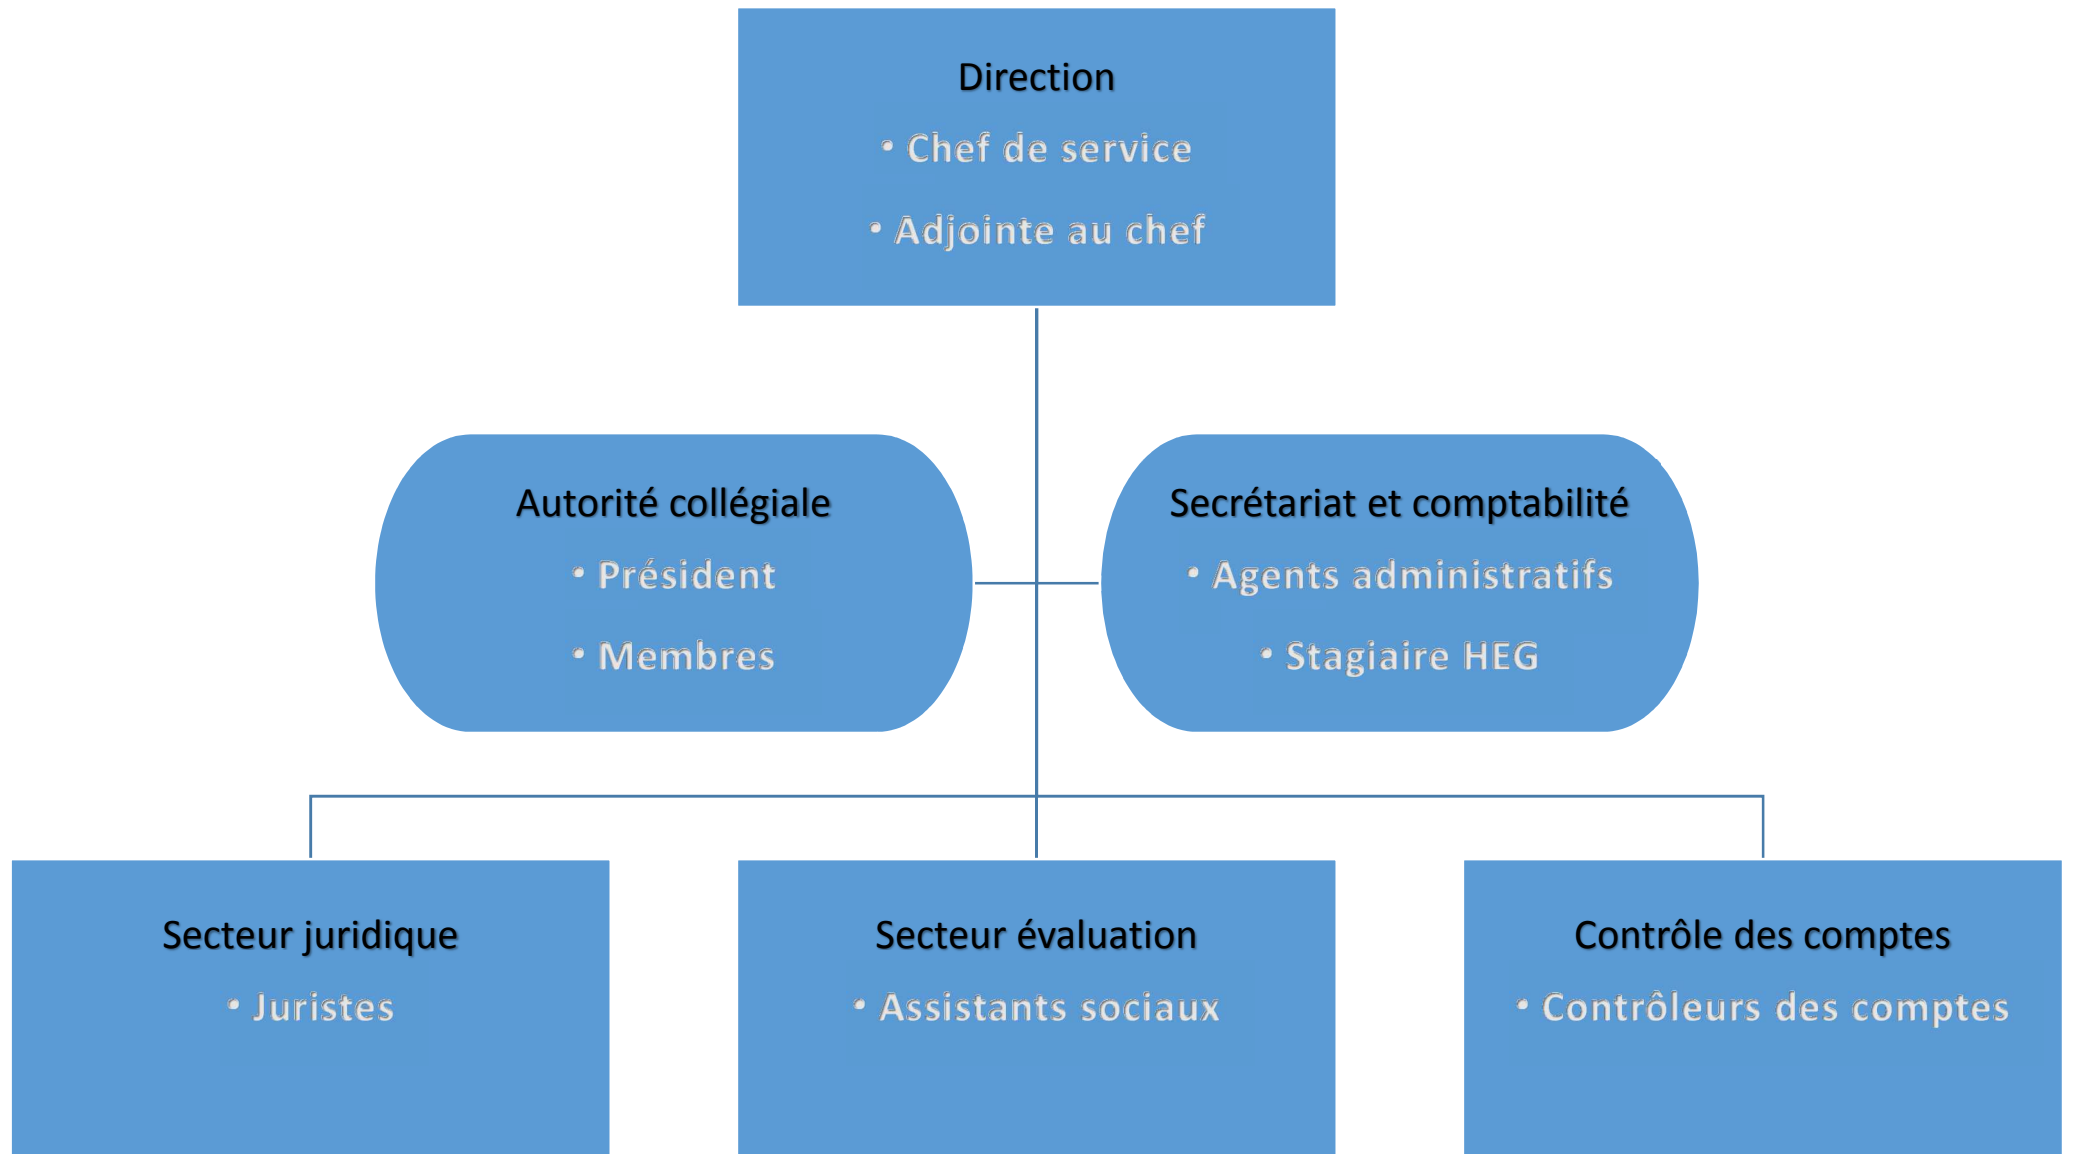 Direction
• Chef de service
• Adjointe au chef
Autorité collégiale
• Président
• Membres
Secrétariat et comptabilité
• Agents administratifs
• Stagiaire HEG
Secteur juridique
• Juristes
Secteur évaluation
• Assistants sociaux
Contrôle des comptes
• Contrôleurs des comptes